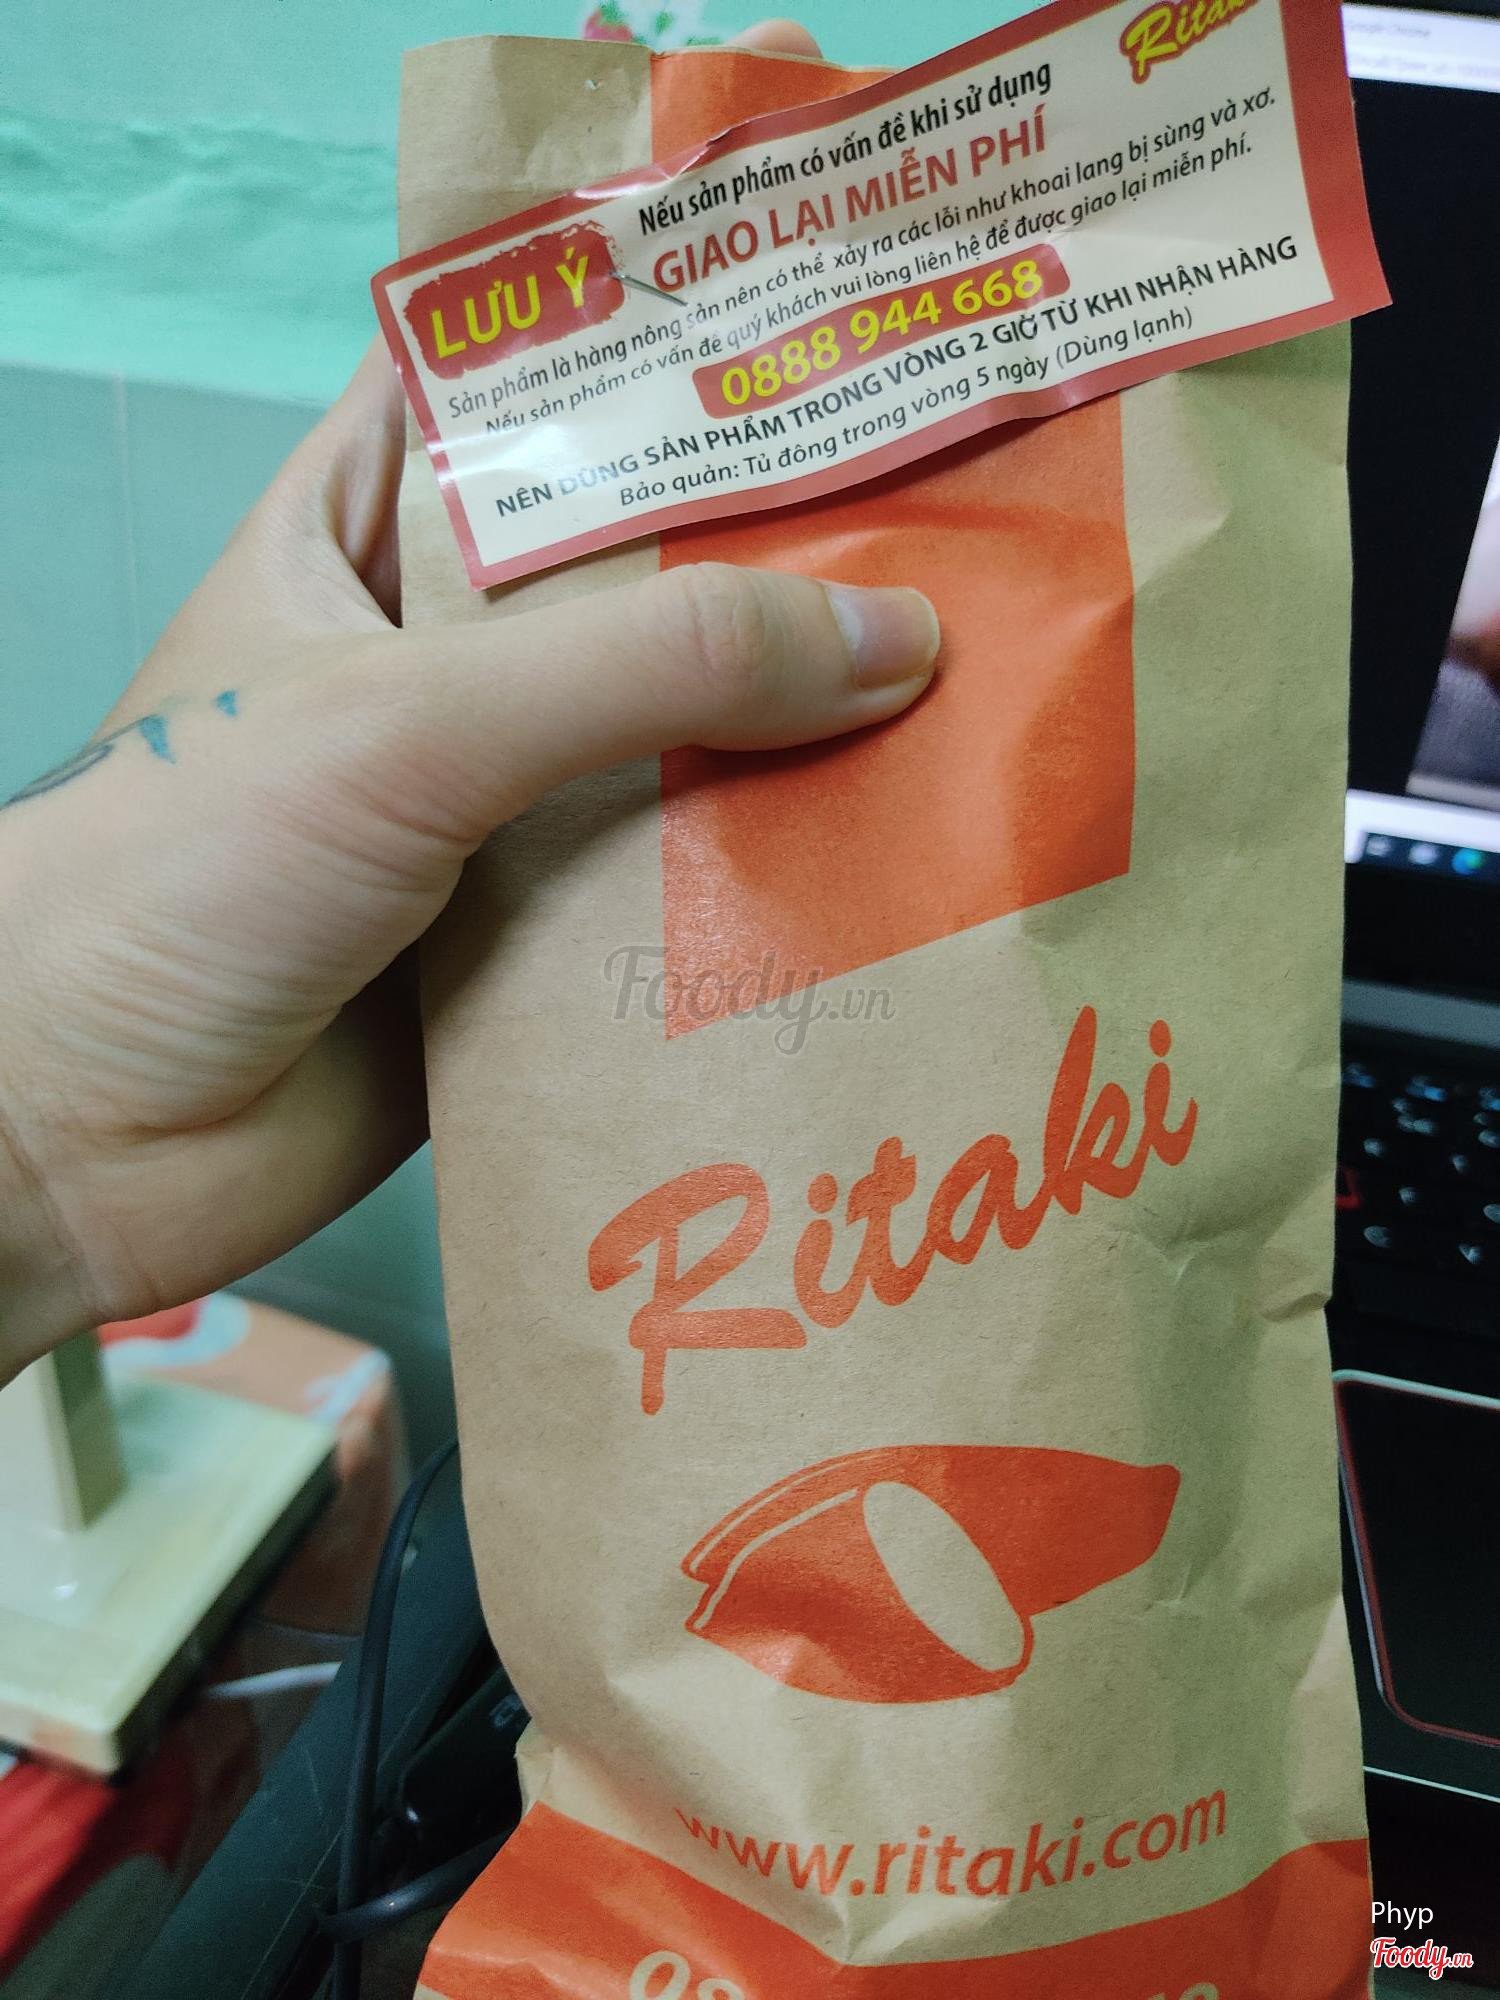 Nếu sản phẩm có vấn đề khi sử dụng
GIAO LẠI MIỄN PHÍ
LƯU Ý
Sản phẩm là hàng nông sản nên có thể xảy ra các lỗi như khoai lang bị sùng và xơ.
Nếu sản phẩm có vấn đề quý khách vui lòng liên hệ để được giao lại miễn phí.
0888 944 668
NÊN DÙNG SẢN PHẨM TRONG VÒNG 2 GIỜ TỪ KHI NHẬN HÀNG
Bảo quản: Tủ đông trong vòng 5 ngày (Dùng lạnh)
Foody.vn
Ritaki
www.ritaki.com
Phyp
Foody.vn